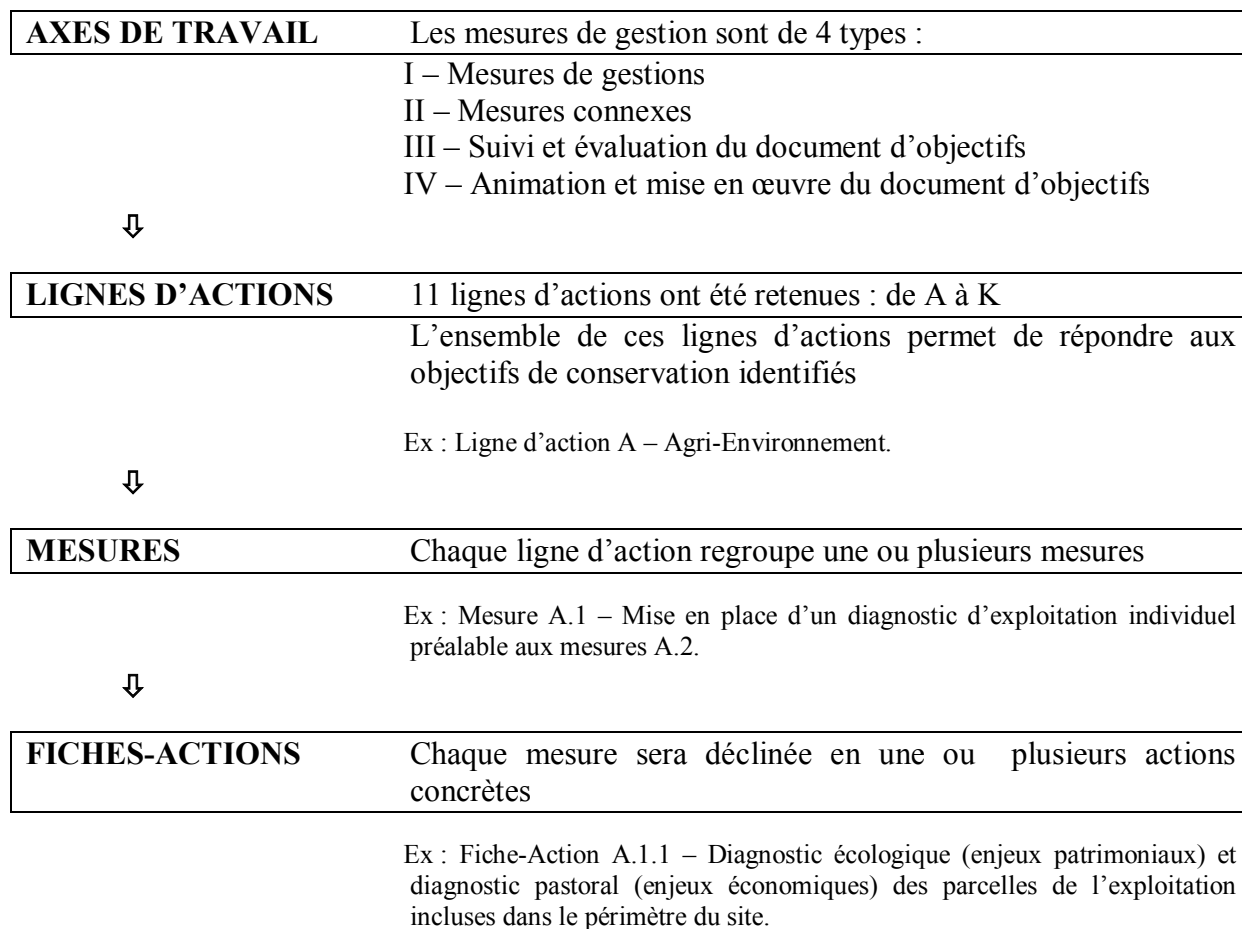 AXES DE TRAVAIL Les mesures de gestion sont de 4 types :
I – Mesures de gestions
II – Mesures connexes
III – Suivi et évaluation du document d’objectifs
IV – Animation et mise en œuvre du document d’objectifs
⇩
LIGNES D’ACTIONS 11 lignes d’actions ont été retenues : de A à K
L’ensemble de ces lignes d’actions permet de répondre aux
objectifs de conservation identifiés
Ex : Ligne d’action A – Agri-Environnement.
⇩
MESURES Chaque ligne d’action regroupe une ou plusieurs mesures
Ex : Mesure A.1 – Mise en place d’un diagnostic d’exploitation individuel
préalable aux mesures A.2.
⇩
FICHES-ACTIONS Chaque mesure sera déclinée en une ou plusieurs actions
concrètes
Ex : Fiche-Action A.1.1 – Diagnostic écologique (enjeux patrimoniaux) et
diagnostic pastoral (enjeux économiques) des parcelles de l’exploitation
incluses dans le périmètre du site.